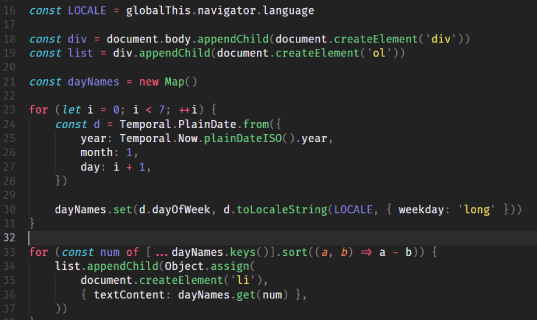 16 const LOCALE = globalThis.navigator.language
17
18 const div = document.body.appendChild(document.createElement('div'))
19 const list = div.appendChild(document.createElement('ol'))
20
21 const dayNames = new Map()
22
23 for (let i = 0; i < 7; ++i) {
24     const d = Temporal.PlainDate.from({
25         year: Temporal.Now.plainDateISO().year,
26         month: 1,
27         day: i + 1,
28     })
29
30     dayNames.set(d.dayOfWeek, d.toLocaleString(LOCALE, { weekday: 'long' }))
31 }
32
33 for (const num of [...dayNames.keys()].sort((a, b) => a - b)) {
34     list.appendChild(Object.assign(
35         document.createElement('li'),
36         { textContent: dayNames.get(num) },
37     ))